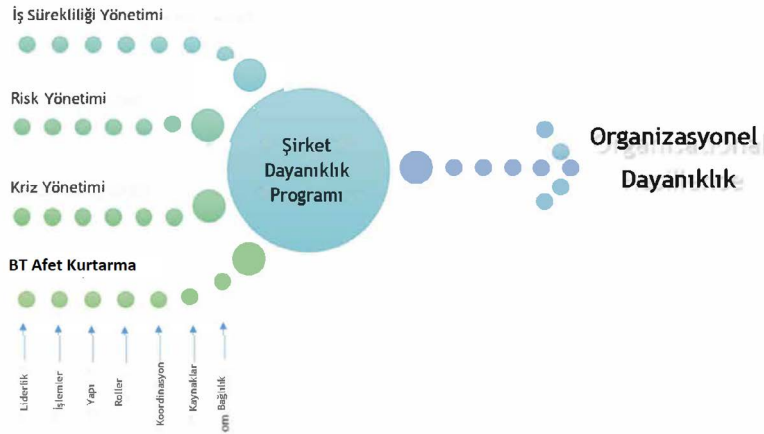 İş Sürekliliği Yönetimi
Risk Yönetimi
Kriz Yönetimi
BT Afet Kurtarma
Şirket
Dayanıklık
Programı
Organizasyonel
Dayanıklık
Liderlik
İşlemler
Yapı
Roller
Koordinasyon
Kaynaklar
Bağlılık
om